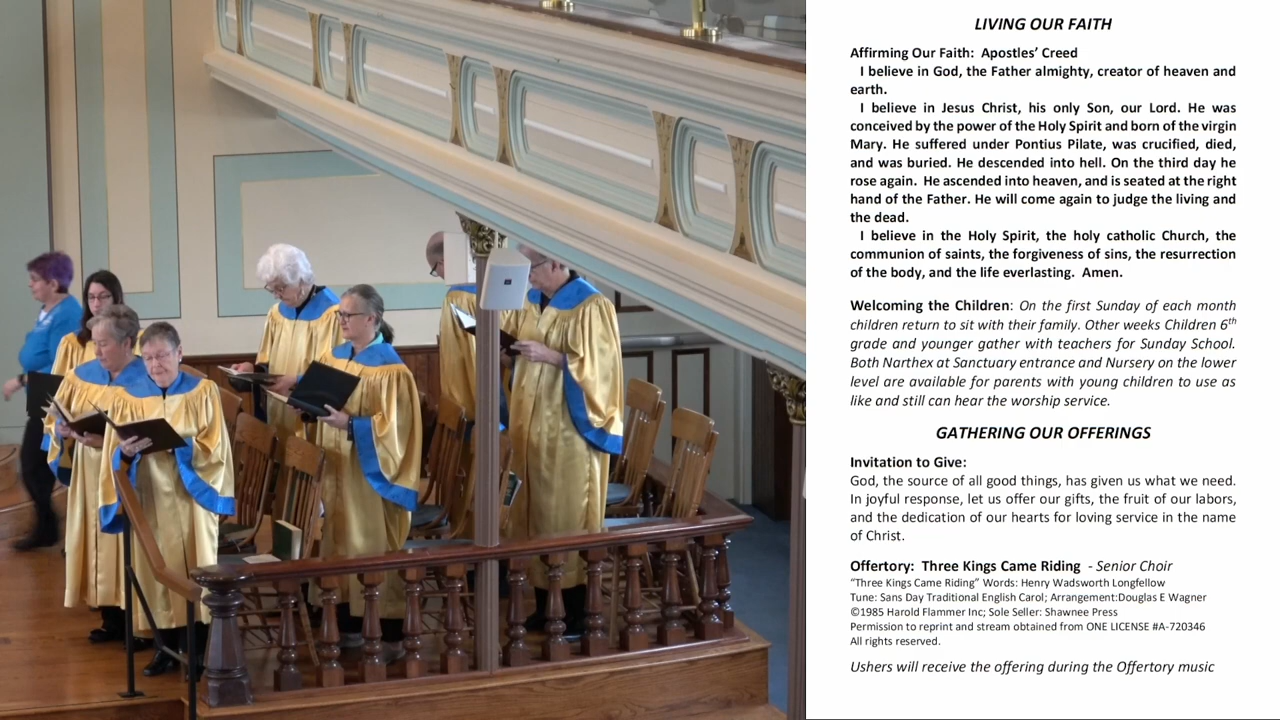 LIVING OUR FAITH
Affirming Our Faith: Apostles’ Creed
I believe in God, the Father almighty, creator of heaven and
earth.
I believe in Jesus Christ, his only Son, our Lord. He was
conceived by the power of the Holy Spirit and born of the virgin
Mary. He suffered under Pontius Pilate, was crucified, died,
and was buried. He descended into hell. On the third day he
rose again. He ascended into heaven, and is seated at the right
hand of the Father. He will come again to judge the living and
the dead.
I believe in the Holy Spirit, the holy catholic Church, the
communion of saints, the forgiveness of sins, the resurrection
of the body, and the life everlasting. Amen.
Welcoming the Children: On the first Sunday of each month
children return to sit with their family. Other weeks Children 6th
grade and younger gather with teachers for Sunday School.
Both Narthex at Sanctuary entrance and Nursery on the lower
level are available for parents with young children to use as
like and still can hear the worship service.
GATHERING OUR OFFERINGS
Invitation to Give:
God, the source of all good things, has given us what we need.
In joyful response, let us offer our gifts, the fruit of our labors,
and the dedication of our hearts for loving service in the name
of Christ.
Offertory: Three Kings Came Riding - Senior Choir
“Three Kings Came Riding” Words: Henry Wadsworth Longfellow
Tune: Sans Day Traditional English Carol; Arrangement:Douglas E Wagner
©1985 Harold Flammer Inc; Sole Seller: Shawnee Press
Permission to reprint and stream obtained from ONE LICENSE #A-720346
All rights reserved.
Ushers will receive the offering during the Offertory music